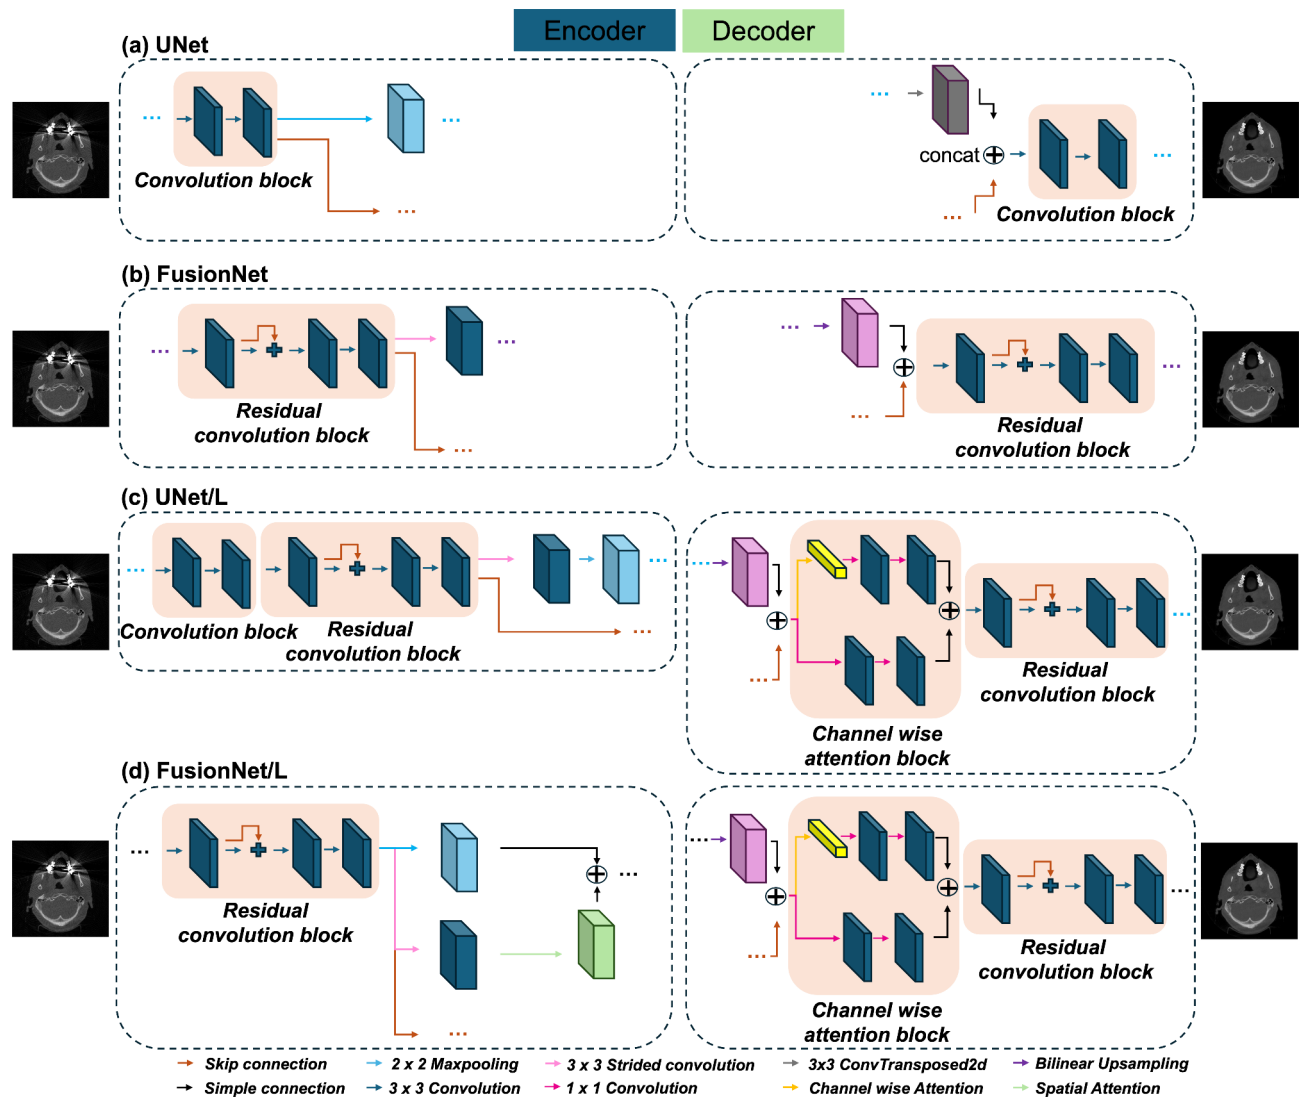 Encoder
Decoder
(a) UNet
Convolution block
concat
Convolution block
(b) FusionNet
Residual
convolution block
Residual
convolution block
(c) UNet/L
Convolution block
Residual
convolution block
Channel wise
attention block
Residual
convolution block
(d) FusionNet/L
Residual
convolution block
Channel wise
attention block
Residual
convolution block
Skip connection
2 x 2 Maxpooling
3 x 3 Strided convolution
3x3 ConvTransposed2d
Bilinear Upsampling
Simple connection
3 x 3 Convolution
1 x 1 Convolution
Channel wise Attention
Spatial Attention